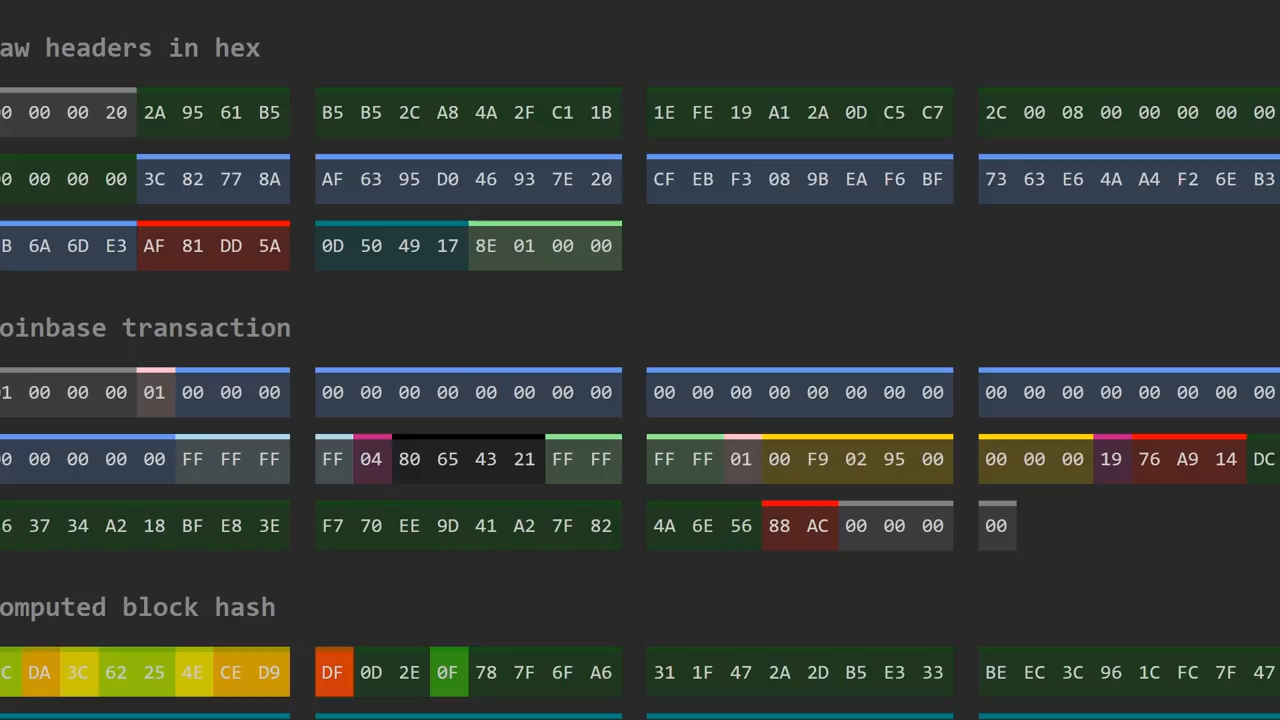 aw headers in hex
0 00 00 20 2A 95 61 B5 B5 B5 2C A8 4A 2F C1 1B 1E FE 19 A1 2A 0D C5 C7 2C 00 08 00 00 00 00 00
0 00 00 00 3C 82 77 8A AF 63 95 D0 46 93 7E 20 CF EB F3 08 9B EA F6 BF 73 63 E6 4A A4 F2 6E B3
B 6A 6D E3 AF 81 DD 5A 0D 50 49 17 8E 01 00 00
oinbase transaction
1 00 00 00 01 00 00 00 00 00 00 00 00 00 00 00 00 00 00 00 00 00 00 00 00 00 00 00 00 00 00 00
0 00 00 00 00 FF FF FF FF 04 80 65 43 21 FF FF FF FF 01 00 F9 02 95 00 00 00 00 19 76 A9 14 DC
6 37 34 A2 18 BF E8 3E F7 70 EE 9D 41 A2 7F 82 4A 6E 56 88 AC 00 00 00 00
omputed block hash
C DA 3C 62 25 4E CE D9 DF 0D 2E 0F 78 7F 6F A6 31 1F 47 2A 2D B5 E3 33 BE EC 3C 96 1C FC 7F 47